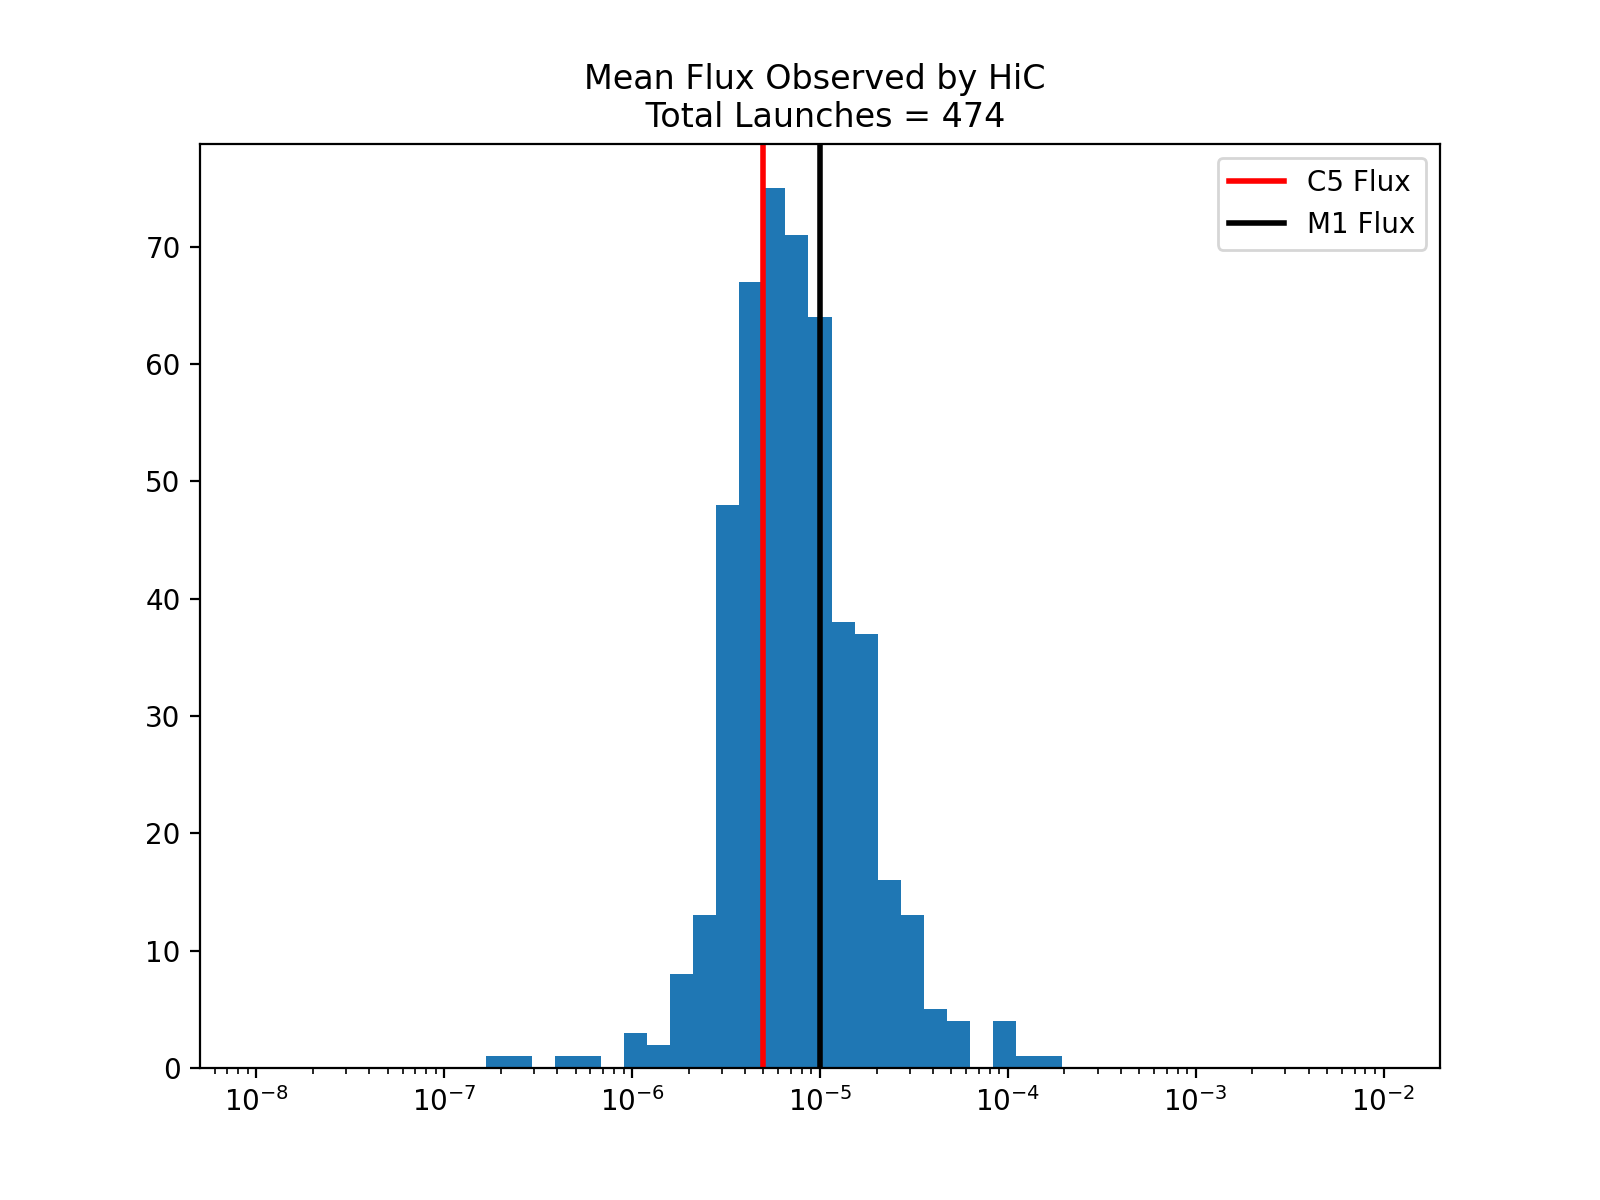 Mean Flux Observed by HiC
Total Launches = 474
C5 Flux
M1 Flux
70
60
50
40
30
20
10
0
10⁻⁸ 10⁻⁷ 10⁻⁶ 10⁻⁵ 10⁻⁴ 10⁻³ 10⁻²